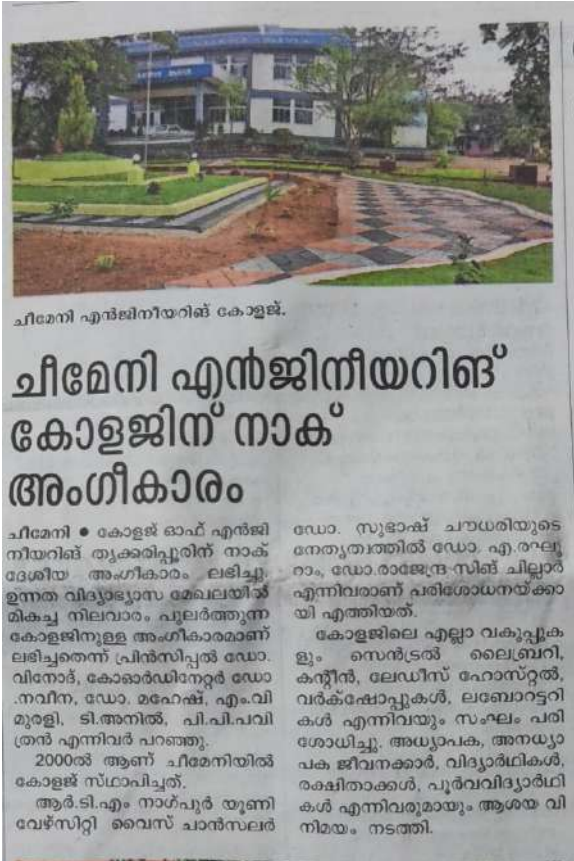 ചീമേനി എൻജിനീയറിങ് കോളജ്.
ചീമേനി എൻജിനീയറിങ്
കോളജിന് നാക്
അംഗീകാരം
ചീമേനി ● കോളജ് ഓഫ് എൻജി
നീയറിങ് തൃക്കരിപ്പൂരിന് നാക്
ദേശീയ അംഗീകാരം ലഭിച്ചു.
ഉന്നത വിദ്യാഭ്യാസ മേഖലയിൽ
മികച്ച നിലവാരം പുലർത്തുന്ന
കോളജിനുള്ള അംഗീകാരമാണ്
ലഭിച്ചതെന്ന് പ്രിൻസിപ്പൽ ഡോ.
വിനോദ്, കോഓർഡിനേറ്റർ ഡോ
.നവീന, ഡോ. മഹേഷ്, എം.വി
മുരളി, ടി.അനിൽ, പി.പി.പവി
ത്രൻ എന്നിവർ പറഞ്ഞു.
2000ൽ ആണ് ചീമേനിയിൽ
കോളജ് സ്ഥാപിച്ചത്.
ആർ.ടി.എം നാഗ്പുർ യൂണി
വേഴ്സിറ്റി വൈസ് ചാൻസലർ
ഡോ. സുഭാഷ് ചൗധരിയുടെ
നേതൃത്വത്തിൽ ഡോ. എ.രഘു
റാം, ഡോ.രാജേന്ദ്ര സിങ് ചില്ലാർ
എന്നിവരാണ് പരിശോധനയ്ക്കാ
യി എത്തിയത്.
കോളജിലെ എല്ലാ വകുപ്പുക
ളും സെൻട്രൽ ലൈബ്രറി,
കന്റീൻ, ലേഡീസ് ഹോസ്റ്റൽ,
വർക്‌ഷോപ്പുകൾ, ലബോറട്ടറി
കൾ എന്നിവയും സംഘം പരി
ശോധിച്ചു. അധ്യാപക, അനധ്യാ
പക ജീവനക്കാർ, വിദ്യാർഥികൾ,
രക്ഷിതാക്കൾ, പൂർവവിദ്യാർഥി
കൾ എന്നിവരുമായും ആശയ വി
നിമയം നടത്തി.